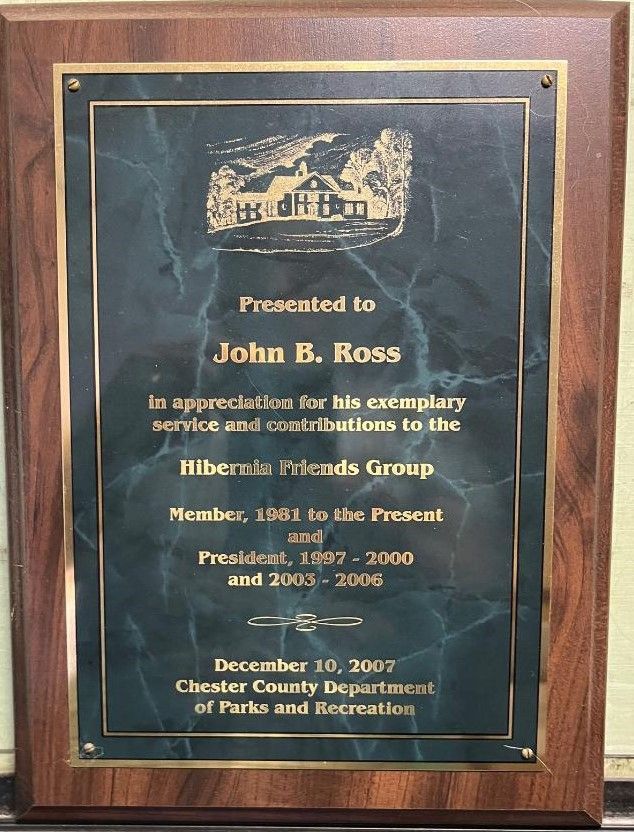 Presented to
John B. Ross
in appreciation for his exemplary
service and contributions to the
Hibernia Friends Group
Member, 1981 to the Present
and
President, 1997 - 2000
and 2003 - 2006
December 10, 2007
Chester County Department
of Parks and Recreation